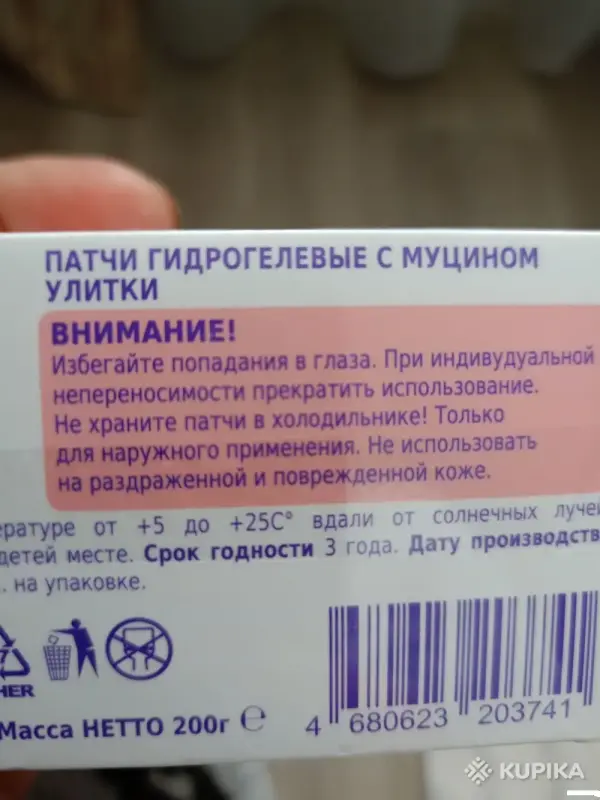 ПАТЧИ ГИДРОГЕЛЕВЫЕ С МУЦИНОМ
УЛИТКИ
ВНИМАНИЕ!
Избегайте попадания в глаза. При индивудуальной
непереносимости прекратить использование.
Не храните патчи в холодильнике! Только
для наружного применения. Не использовать
на раздраженной и поврежденной коже.
ературе от +5 до +25С° вдали от солнечных лучей
детей месте. Срок годности 3 года. Дату производств
. на упаковке.
7
HER
Масса НЕТТО 200г ℮
4 680623 203741
KUPIKA